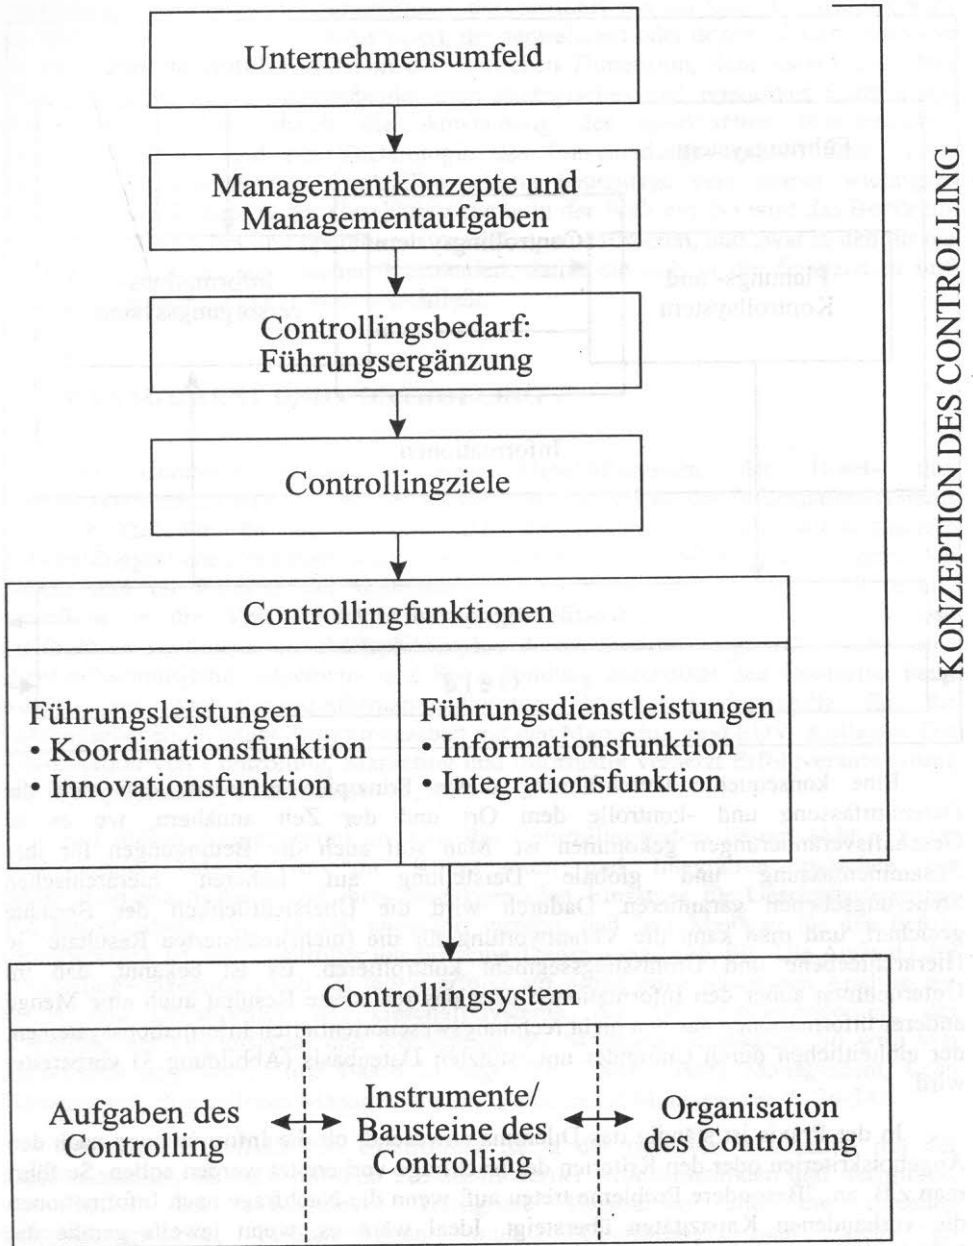 Unternehmensumfeld
Managementkonzepte und
Managementaufgaben
Controllingsbedarf:
Führungsergänzung
Controllingziele
Controllingfunktionen
Führungsleistungen
• Koordinationsfunktion
• Innovationsfunktion
Führungsdienstleistungen
• Informationsfunktion
• Integrationsfunktion
Controllingsystem
Aufgaben des
Controlling
Instrumente/
Bausteine des
Controlling
Organisation
des Controlling
KONZEPTION DES CONTROLLING